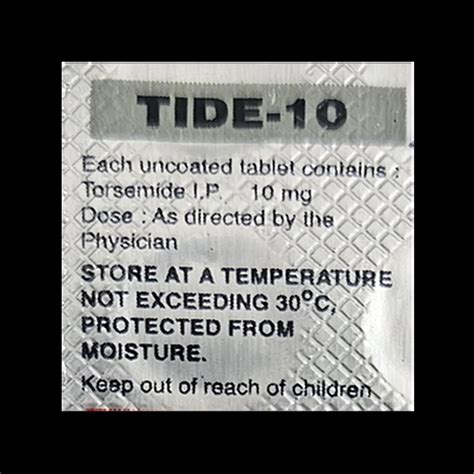 TIDE-10
Each uncoated tablet contains :
Torsemide I.P. 10 mg
Dose : As directed by the
Physician
STORE AT A TEMPERATURE
NOT EXCEEDING 30⁰C,
PROTECTED FROM
MOISTURE.
Keep out of reach of children